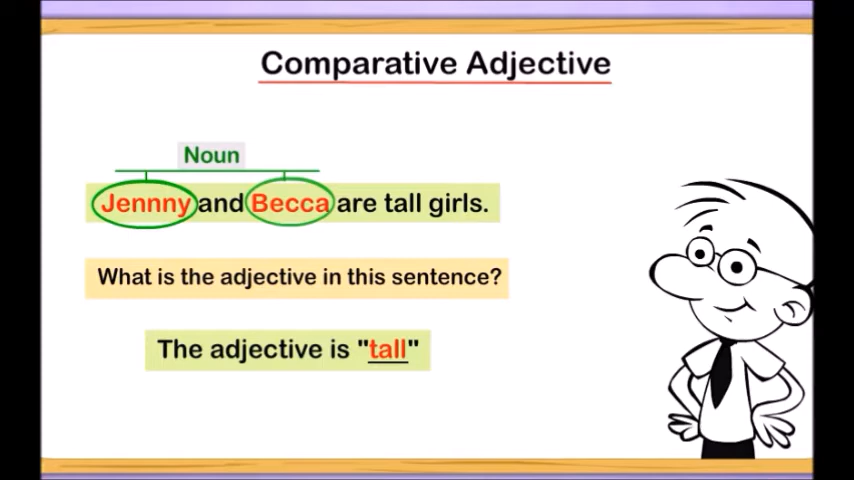 Comparative Adjective
Noun
Jennny and Becca are tall girls.
What is the adjective in this sentence?
The adjective is "tall"